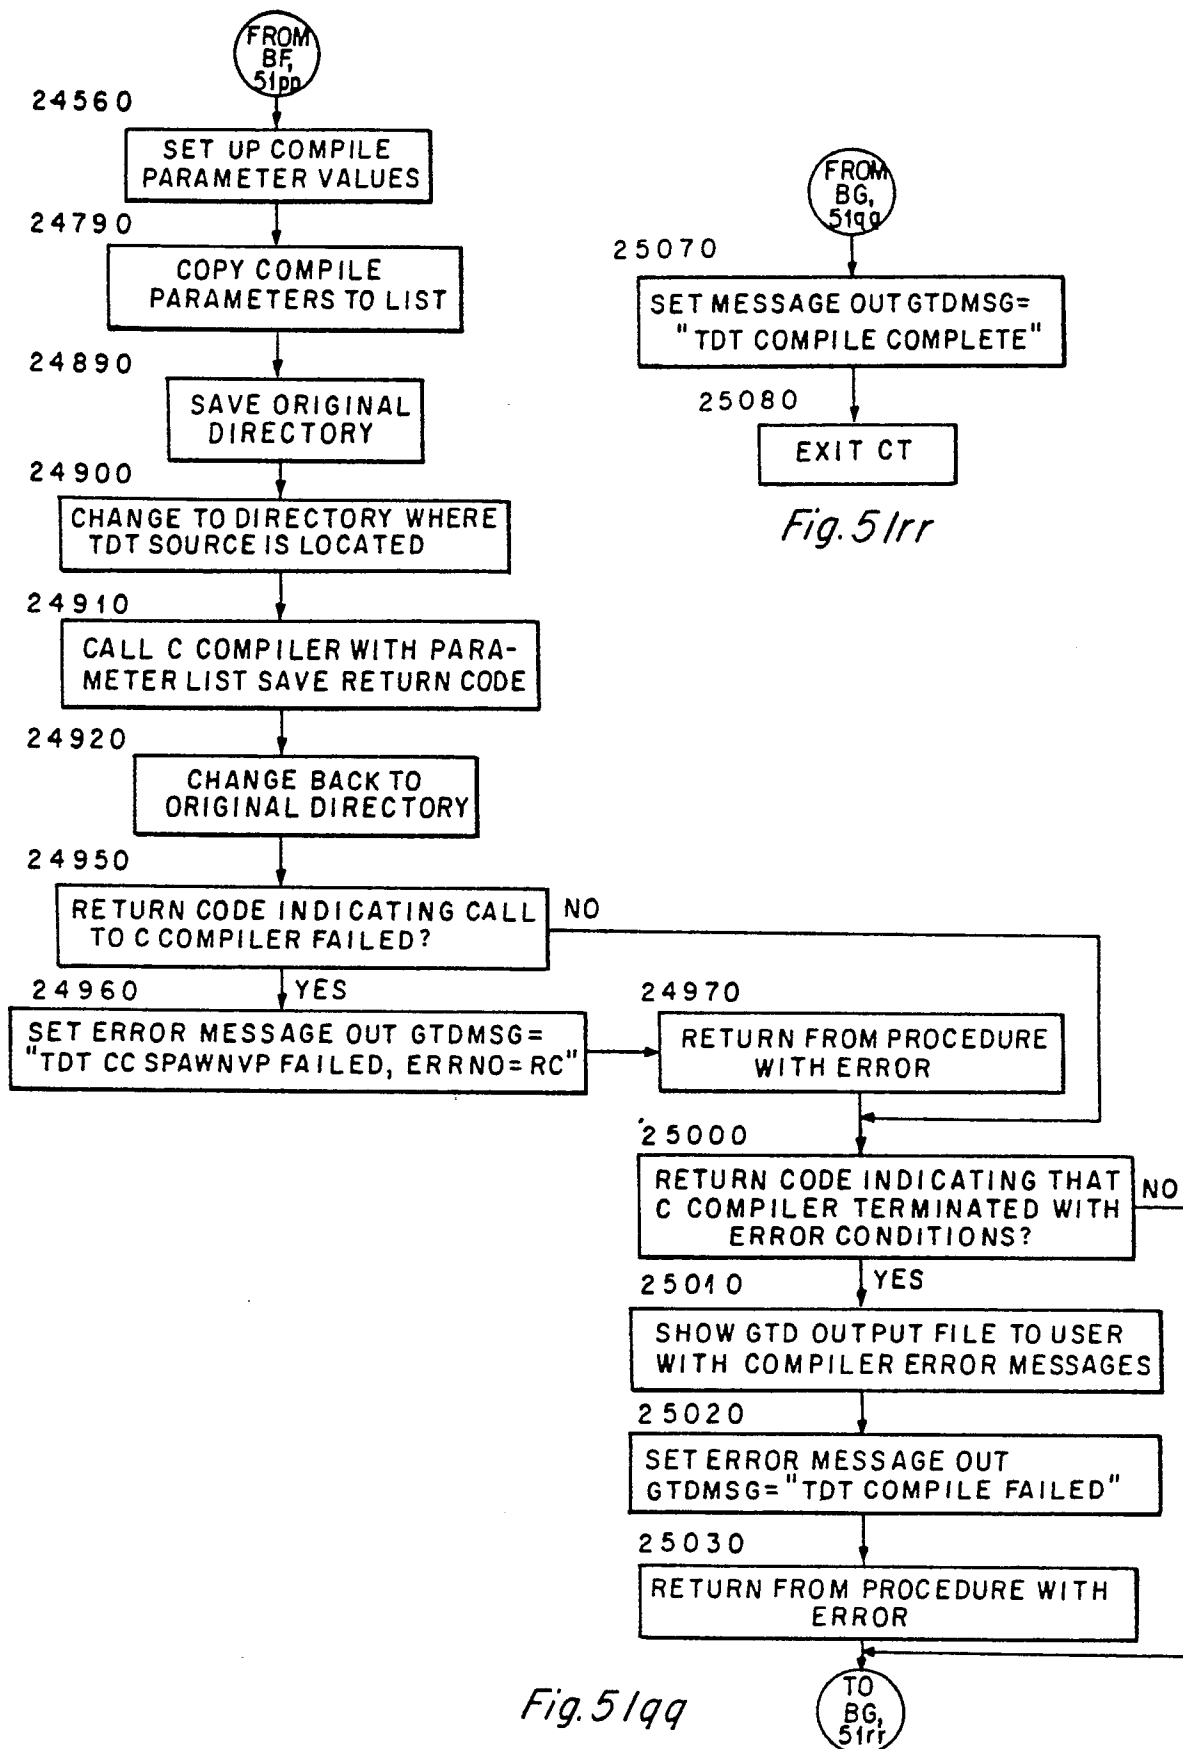 FROM
BF,
51pp
24560
SET UP COMPILE
PARAMETER VALUES
24790
COPY COMPILE
PARAMETERS TO LIST
24890
SAVE ORIGINAL
DIRECTORY
24900
CHANGE TO DIRECTORY WHERE
TDT SOURCE IS LOCATED
24910
CALL C COMPILER WITH PARA-
METER LIST SAVE RETURN CODE
24920
CHANGE BACK TO
ORIGINAL DIRECTORY
24950
RETURN CODE INDICATING CALL
TO C COMPILER FAILED?
NO
YES
24960
SET ERROR MESSAGE OUT GTDMSG=
"TDT CC SPAWNVP FAILED, ERRNO=RC"
24970
RETURN FROM PROCEDURE
WITH ERROR
25000
RETURN CODE INDICATING THAT
C COMPILER TERMINATED WITH
ERROR CONDITIONS?
NO
YES
25010
SHOW GTD OUTPUT FILE TO USER
WITH COMPILER ERROR MESSAGES
25020
SET ERROR MESSAGE OUT
GTDMSG="TDT COMPILE FAILED"
25030
RETURN FROM PROCEDURE WITH
ERROR
TO
BG,
51rr
Fig. 51qq
FROM
BG,
51qq
25070
SET MESSAGE OUT GTDMSG=
"TDT COMPILE COMPLETE"
25080
EXIT CT
Fig. 51rr